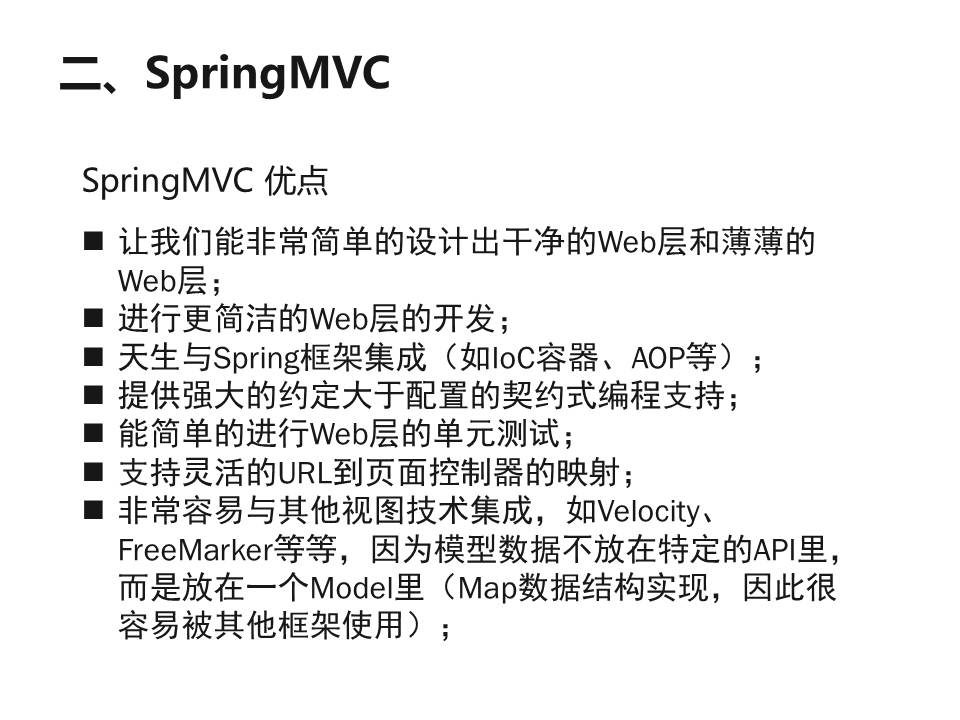 二、SpringMVC
SpringMVC 优点
■ 让我们能非常简单的设计出干净的Web层和薄薄的
Web层；
■ 进行更简洁的Web层的开发；
■ 天生与Spring框架集成（如IoC容器、AOP等）；
■ 提供强大的约定大于配置的契约式编程支持；
■ 能简单的进行Web层的单元测试；
■ 支持灵活的URL到页面控制器的映射；
■ 非常容易与其他视图技术集成，如Velocity、
FreeMarker等等，因为模型数据不放在特定的API里，
而是放在一个Model里（Map数据结构实现，因此很
容易被其他框架使用）；